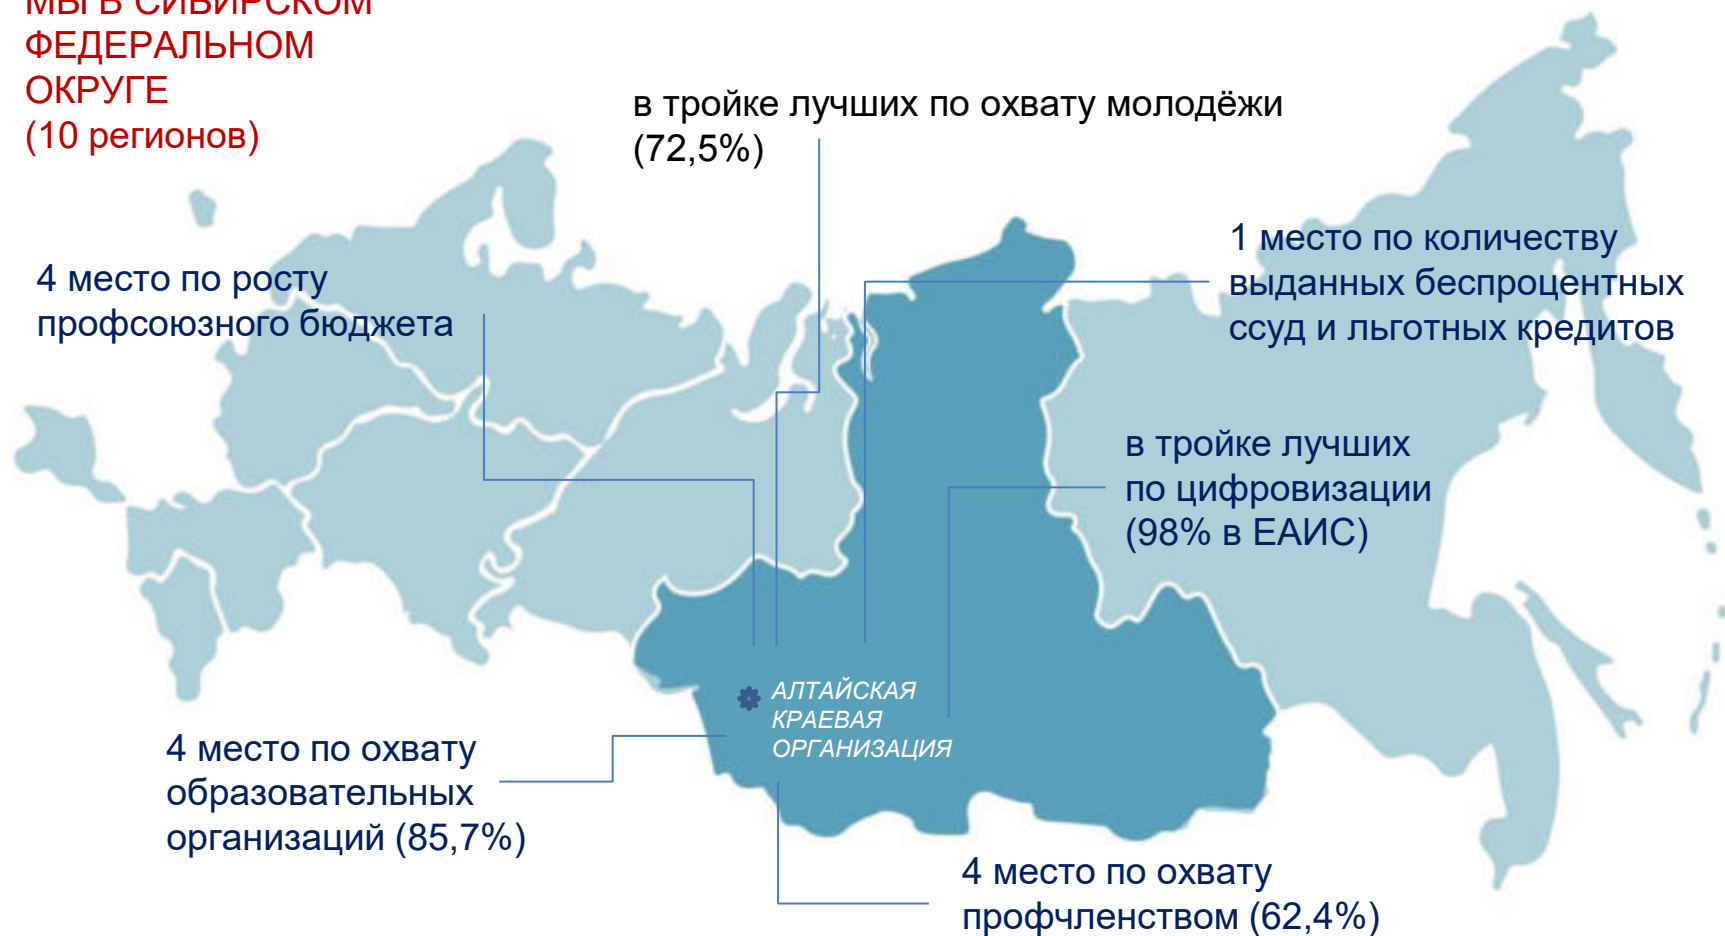 МЫ В СИБИРСКОМ
ФЕДЕРАЛЬНОМ
ОКРУГЕ
(10 регионов)
в тройке лучших по охвату молодёжи
(72,5%)
1 место по количеству
выданных беспроцентных
ссуд и льготных кредитов
4 место по росту
профсоюзного бюджета
в тройке лучших
по цифровизации
(98% в ЕАИС)
АЛТАЙСКАЯ
КРАЕВАЯ
ОРГАНИЗАЦИЯ
4 место по охвату
образовательных
организаций (85,7%)
4 место по охвату
профчленством (62,4%)